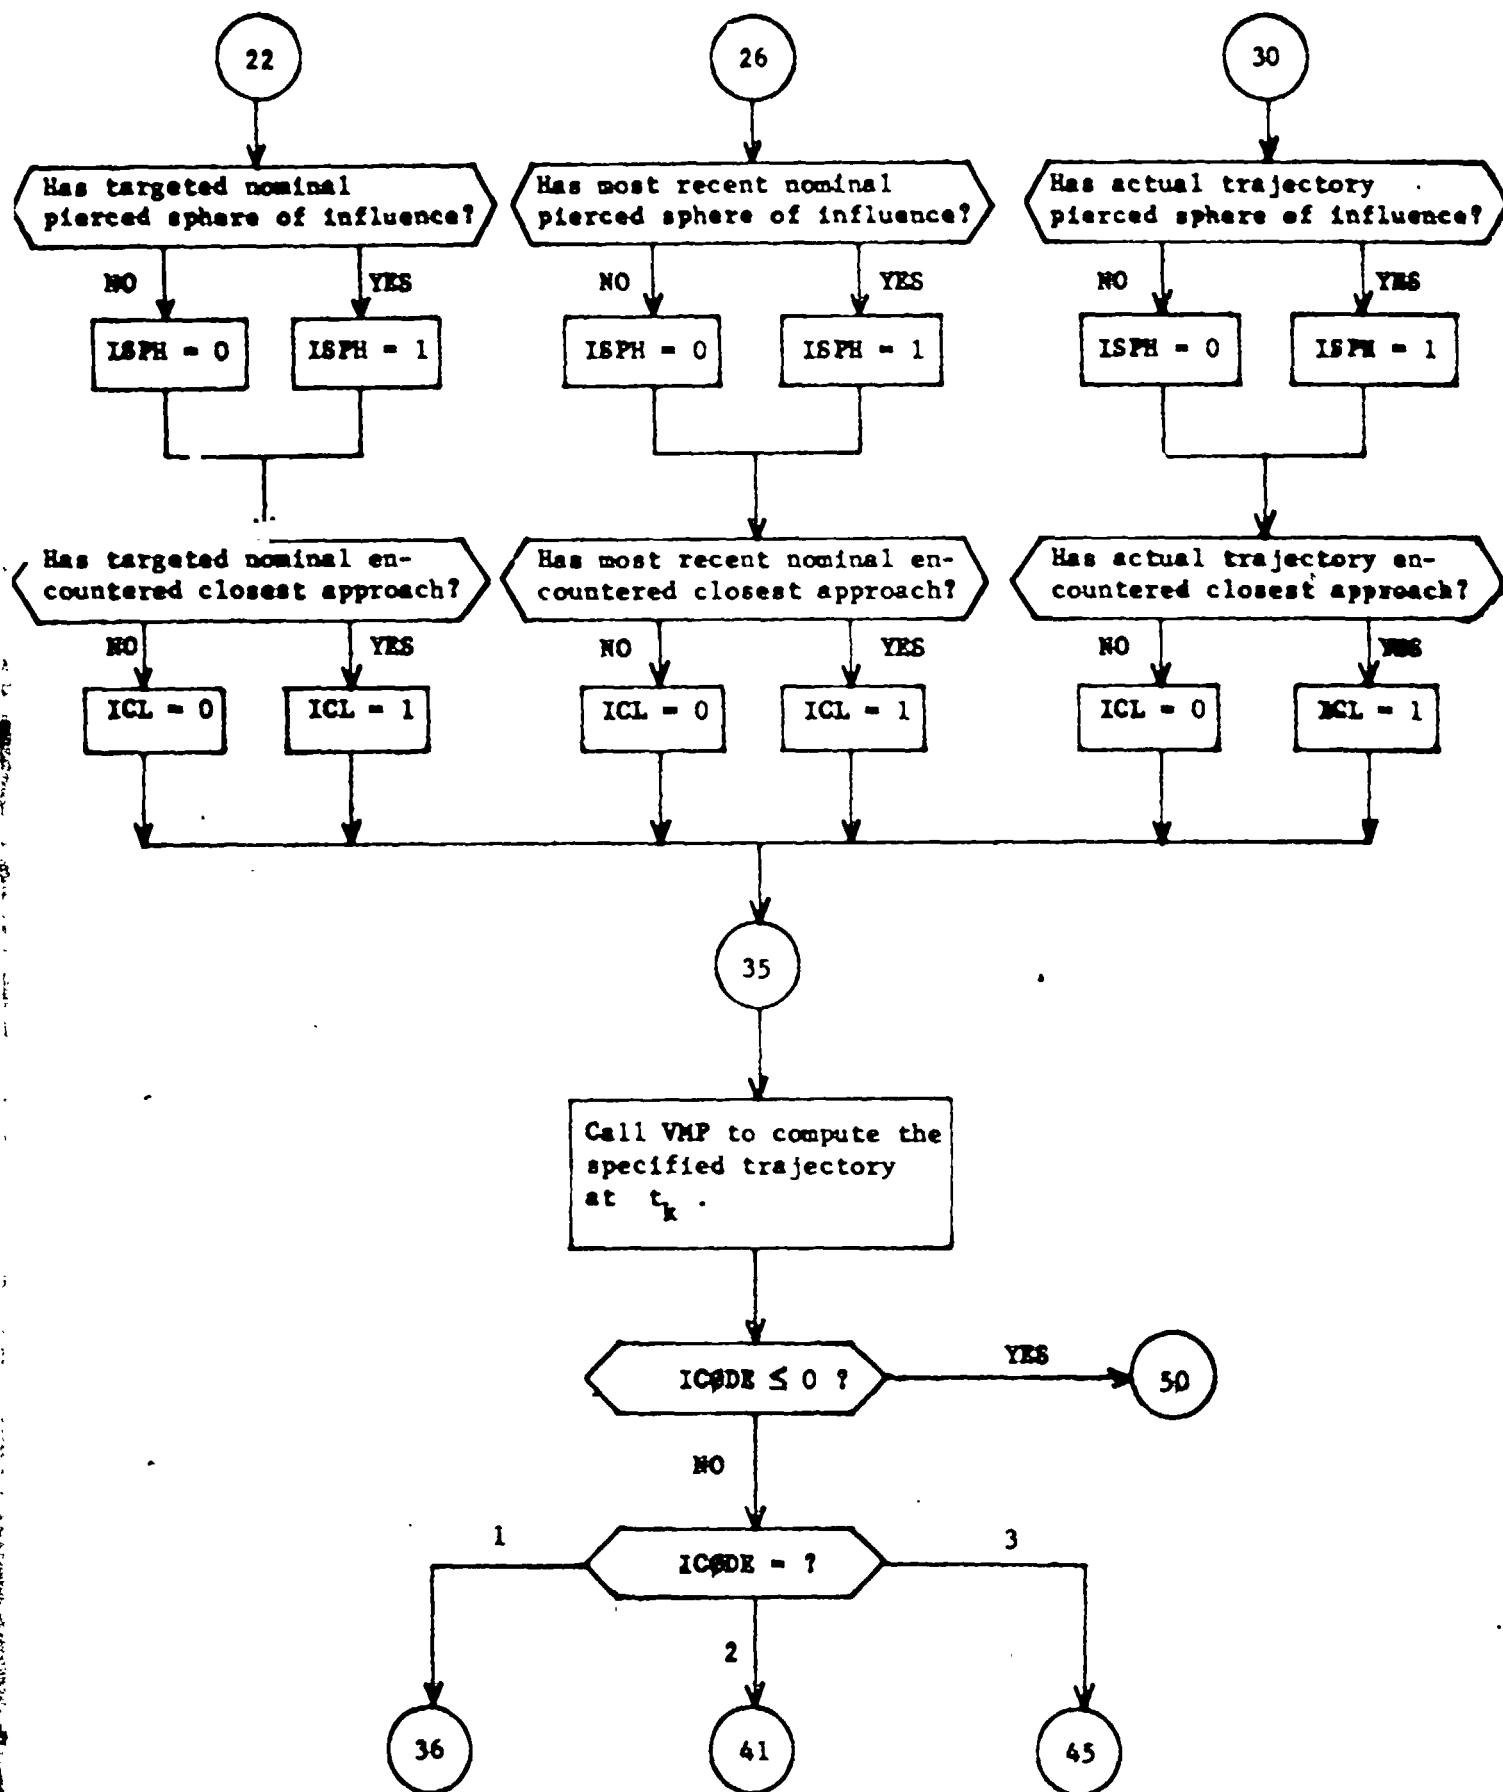 22
26
30
Has targeted nominal
pierced sphere of influence?
Has most recent nominal
pierced sphere of influence?
Has actual trajectory
pierced sphere of influence?
NO
YES
NO
YES
NO
YES
ISPH = 0
ISPH = 1
ISPH = 0
ISPH = 1
ISPH = 0
ISPH = 1
Has targeted nominal en-
countered closest approach?
Has most recent nominal en-
countered closest approach?
Has actual trajectory en-
countered closest approach?
NO
YES
NO
YES
NO
YES
ICL = 0
ICL = 1
ICL = 0
ICL = 1
ICL = 0
ICL = 1
35
Call VMP to compute the
specified trajectory
at t_k .
ICØDE ≤ 0 ?
YES
50
NO
1
ICØDE = ?
3
2
36
41
45